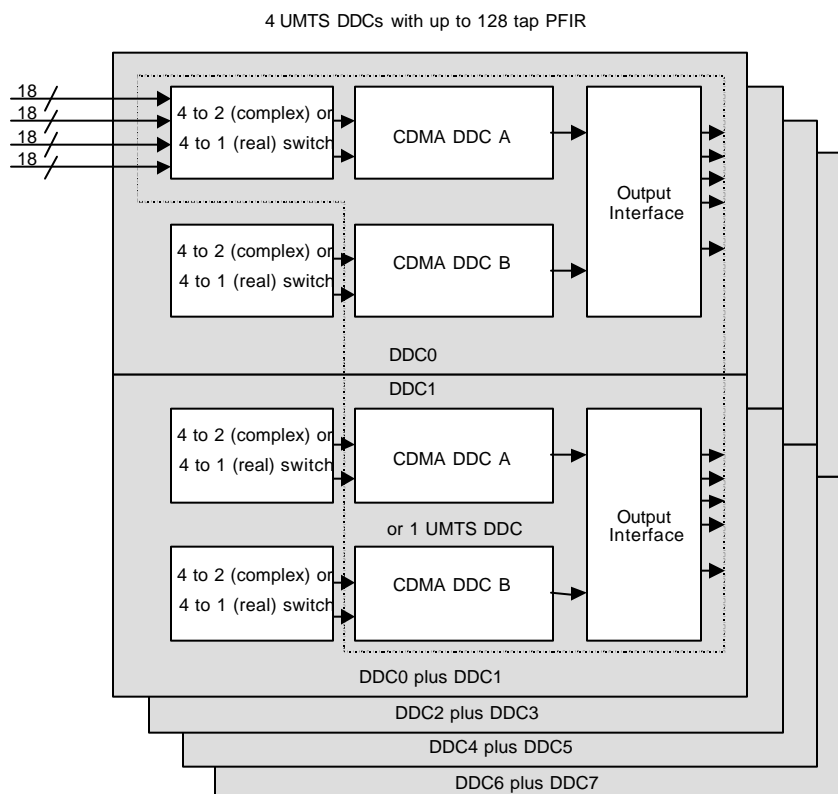 4 UMTS DDCs with up to 128 tap PFIR
18
18
18
18
4 to 2 (complex) or
4 to 1 (real) switch
CDMA DDC A
Output
Interface
4 to 2 (complex) or
4 to 1 (real) switch
CDMA DDC B
DDC0
DDC1
4 to 2 (complex) or
4 to 1 (real) switch
CDMA DDC A
or 1 UMTS DDC
Output
Interface
4 to 2 (complex) or
4 to 1 (real) switch
CDMA DDC B
DDC0 plus DDC1
DDC2 plus DDC3
DDC4 plus DDC5
DDC6 plus DDC7